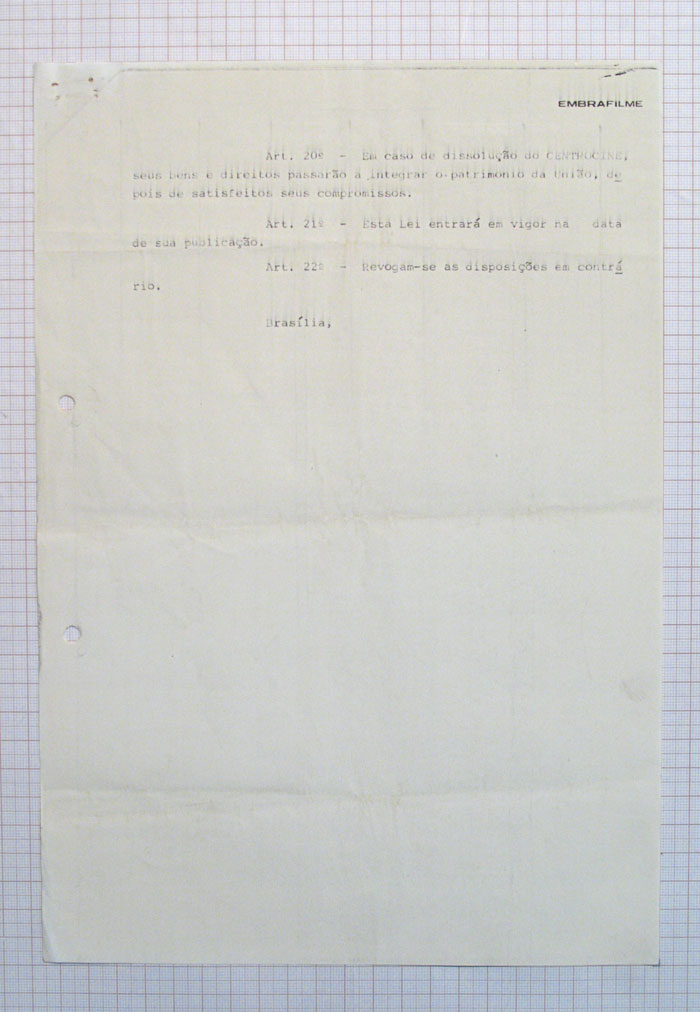 EMBRAFILME
Art. 20º - Em caso de dissolução do CENTROCINE,
seus bens e direitos passarão a integrar o patrimônio da União, de
pois de satisfeitos seus compromissos.
Art. 21º - Esta Lei entrará em vigor na data
de sua publicação.
Art. 22º - Revogam-se as disposições em contrá
rio.
Brasília,